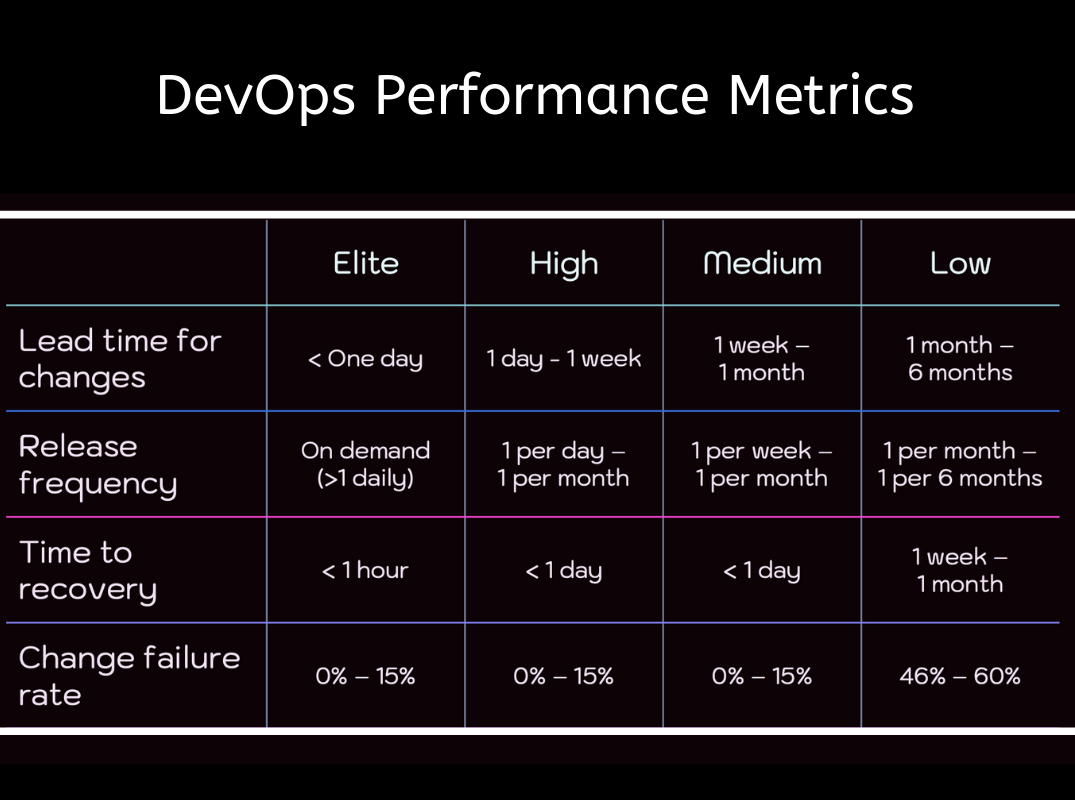 DevOps Performance Metrics
Elite
High
Medium
Low
Lead time for
changes
< One day
1 day - 1 week
1 week –
1 month
1 month –
6 months
Release
frequency
On demand
(>1 daily)
1 per day –
1 per month
1 per week –
1 per month
1 per month –
1 per 6 months
Time to
recovery
< 1 hour
< 1 day
< 1 day
1 week –
1 month
Change failure
rate
0% – 15%
0% – 15%
0% – 15%
46% – 60%